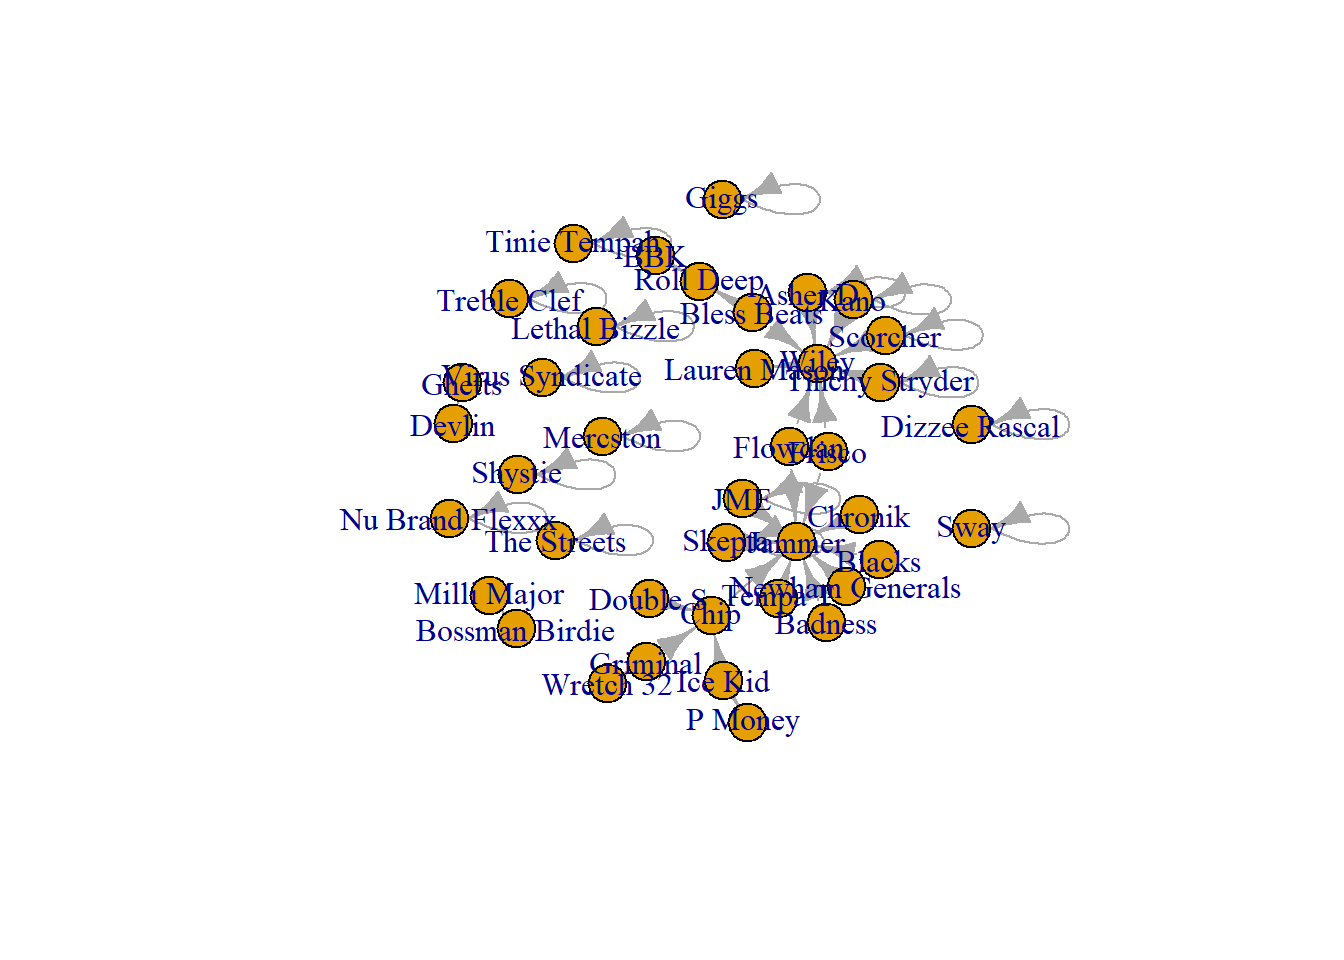 Giggs
Tinie Tempah
BBK
Roll Deep
Treble Clef
Asher D
Kano
Bless Beats
Lethal Bizzle
Scorcher
Wiley
Lauren Mason
Virus Syndicate
Ghetts
Tinchy Stryder
Devlin
Dizzee Rascal
Mercston
Flowdan
Frisco
Shystie
JME
Nu Brand Flexxx
Chronik
Sway
The Streets
Skepta
Jammer
Blacks
Milli Major
Double S
Tempa T
Newham Generals
Chip
Bossman Birdie
Badness
Griminal
Wretch 32
Ice Kid
P Money